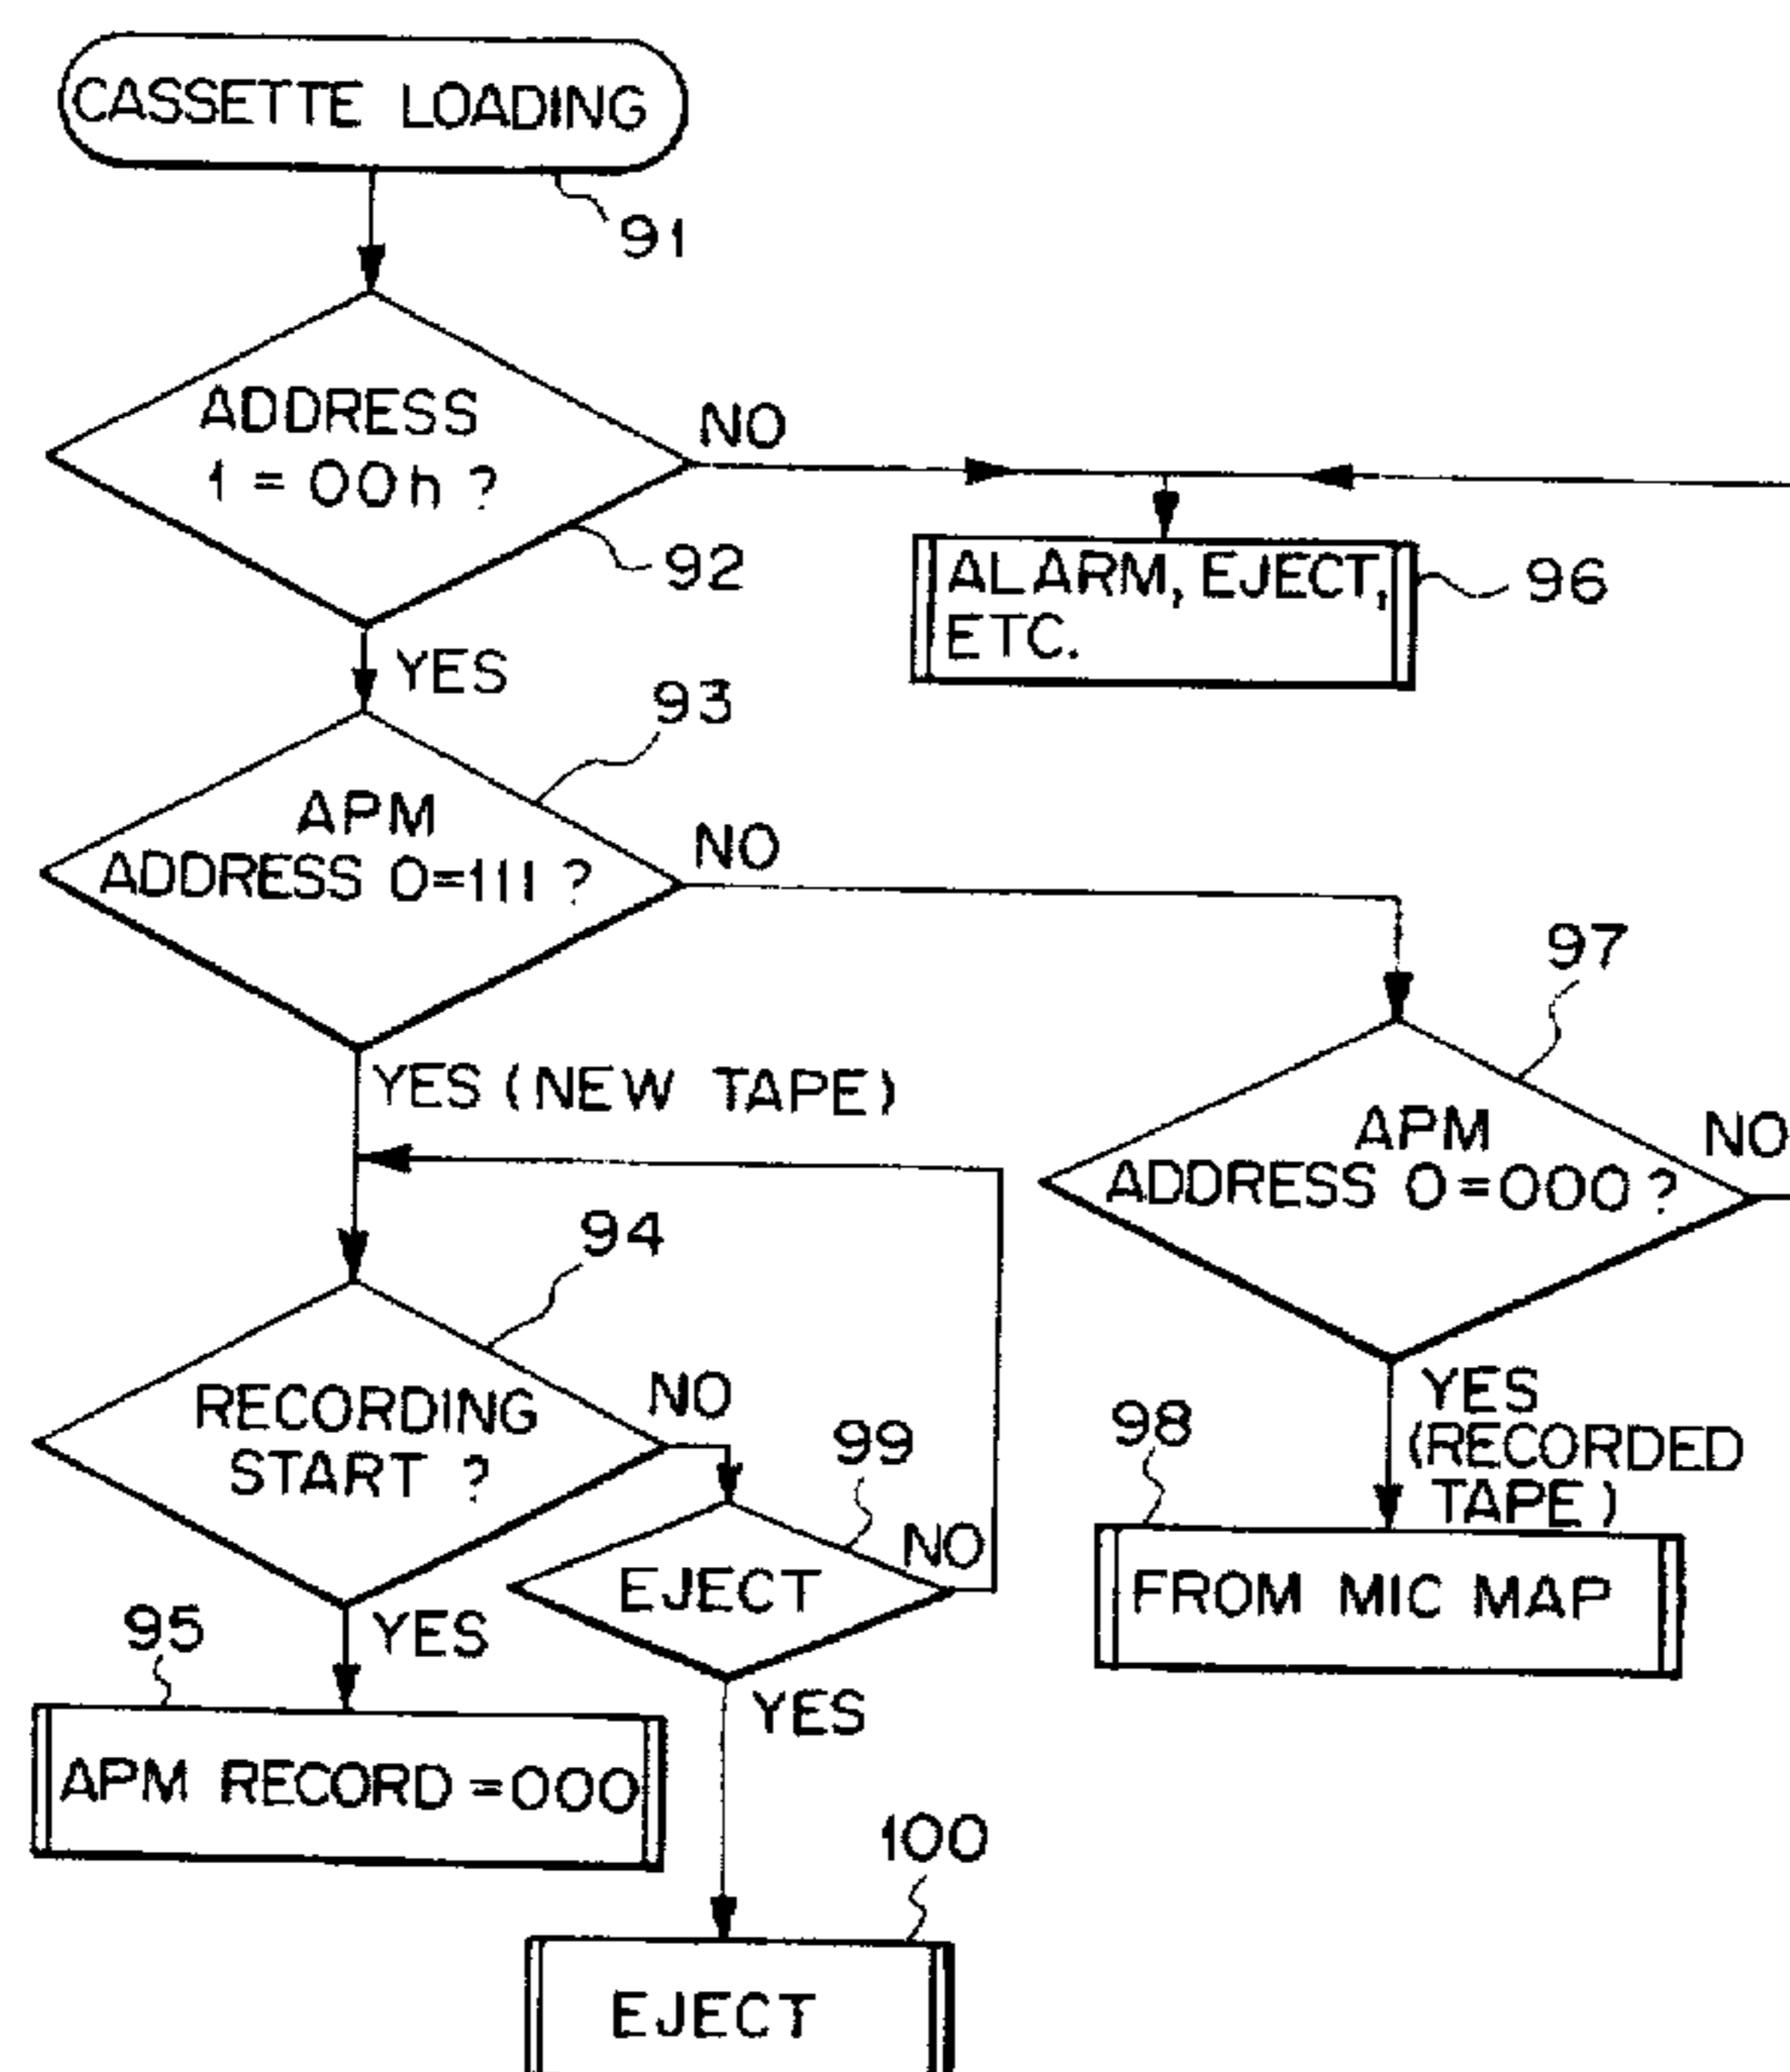 CASSETTE LOADING
91
ADDRESS
1 = 00h ?
NO
92
ALARM, EJECT,
ETC.
96
YES
93
APM
ADDRESS 0=111 ?
NO
97
YES (NEW TAPE)
APM
ADDRESS 0=000 ?
NO
94
RECORDING
START ?
NO
YES
(RECORDED
TAPE)
98
99
EJECT
NO
FROM MIC MAP
95
YES
YES
APM RECORD =000
100
EJECT